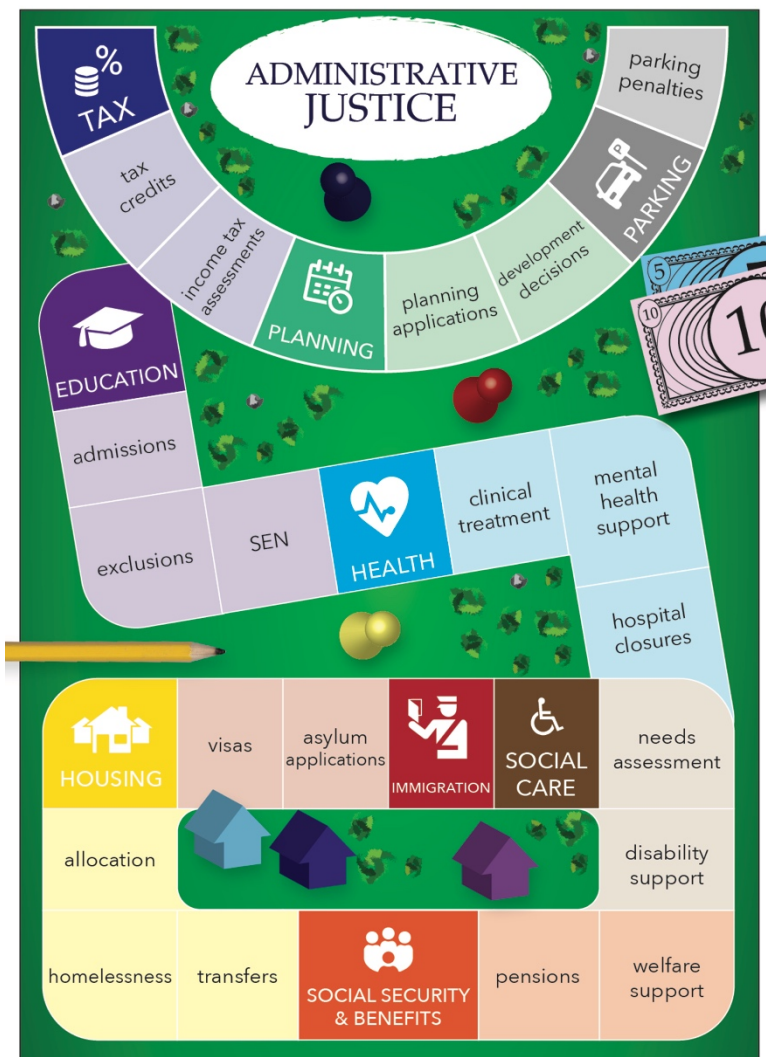 ADMINISTRATIVE
JUSTICE
%
TAX
tax
credits
income tax
assessments
PLANNING
planning
applications
development
decisions
P
PARKING
parking
penalties
5
10
10
EDUCATION
admissions
exclusions
SEN
HEALTH
clinical
treatment
mental
health
support
hospital
closures
HOUSING
visas
asylum
applications
IMMIGRATION
SOCIAL
CARE
needs
assessment
allocation
disability
support
homelessness
transfers
SOCIAL SECURITY
& BENEFITS
pensions
welfare
support